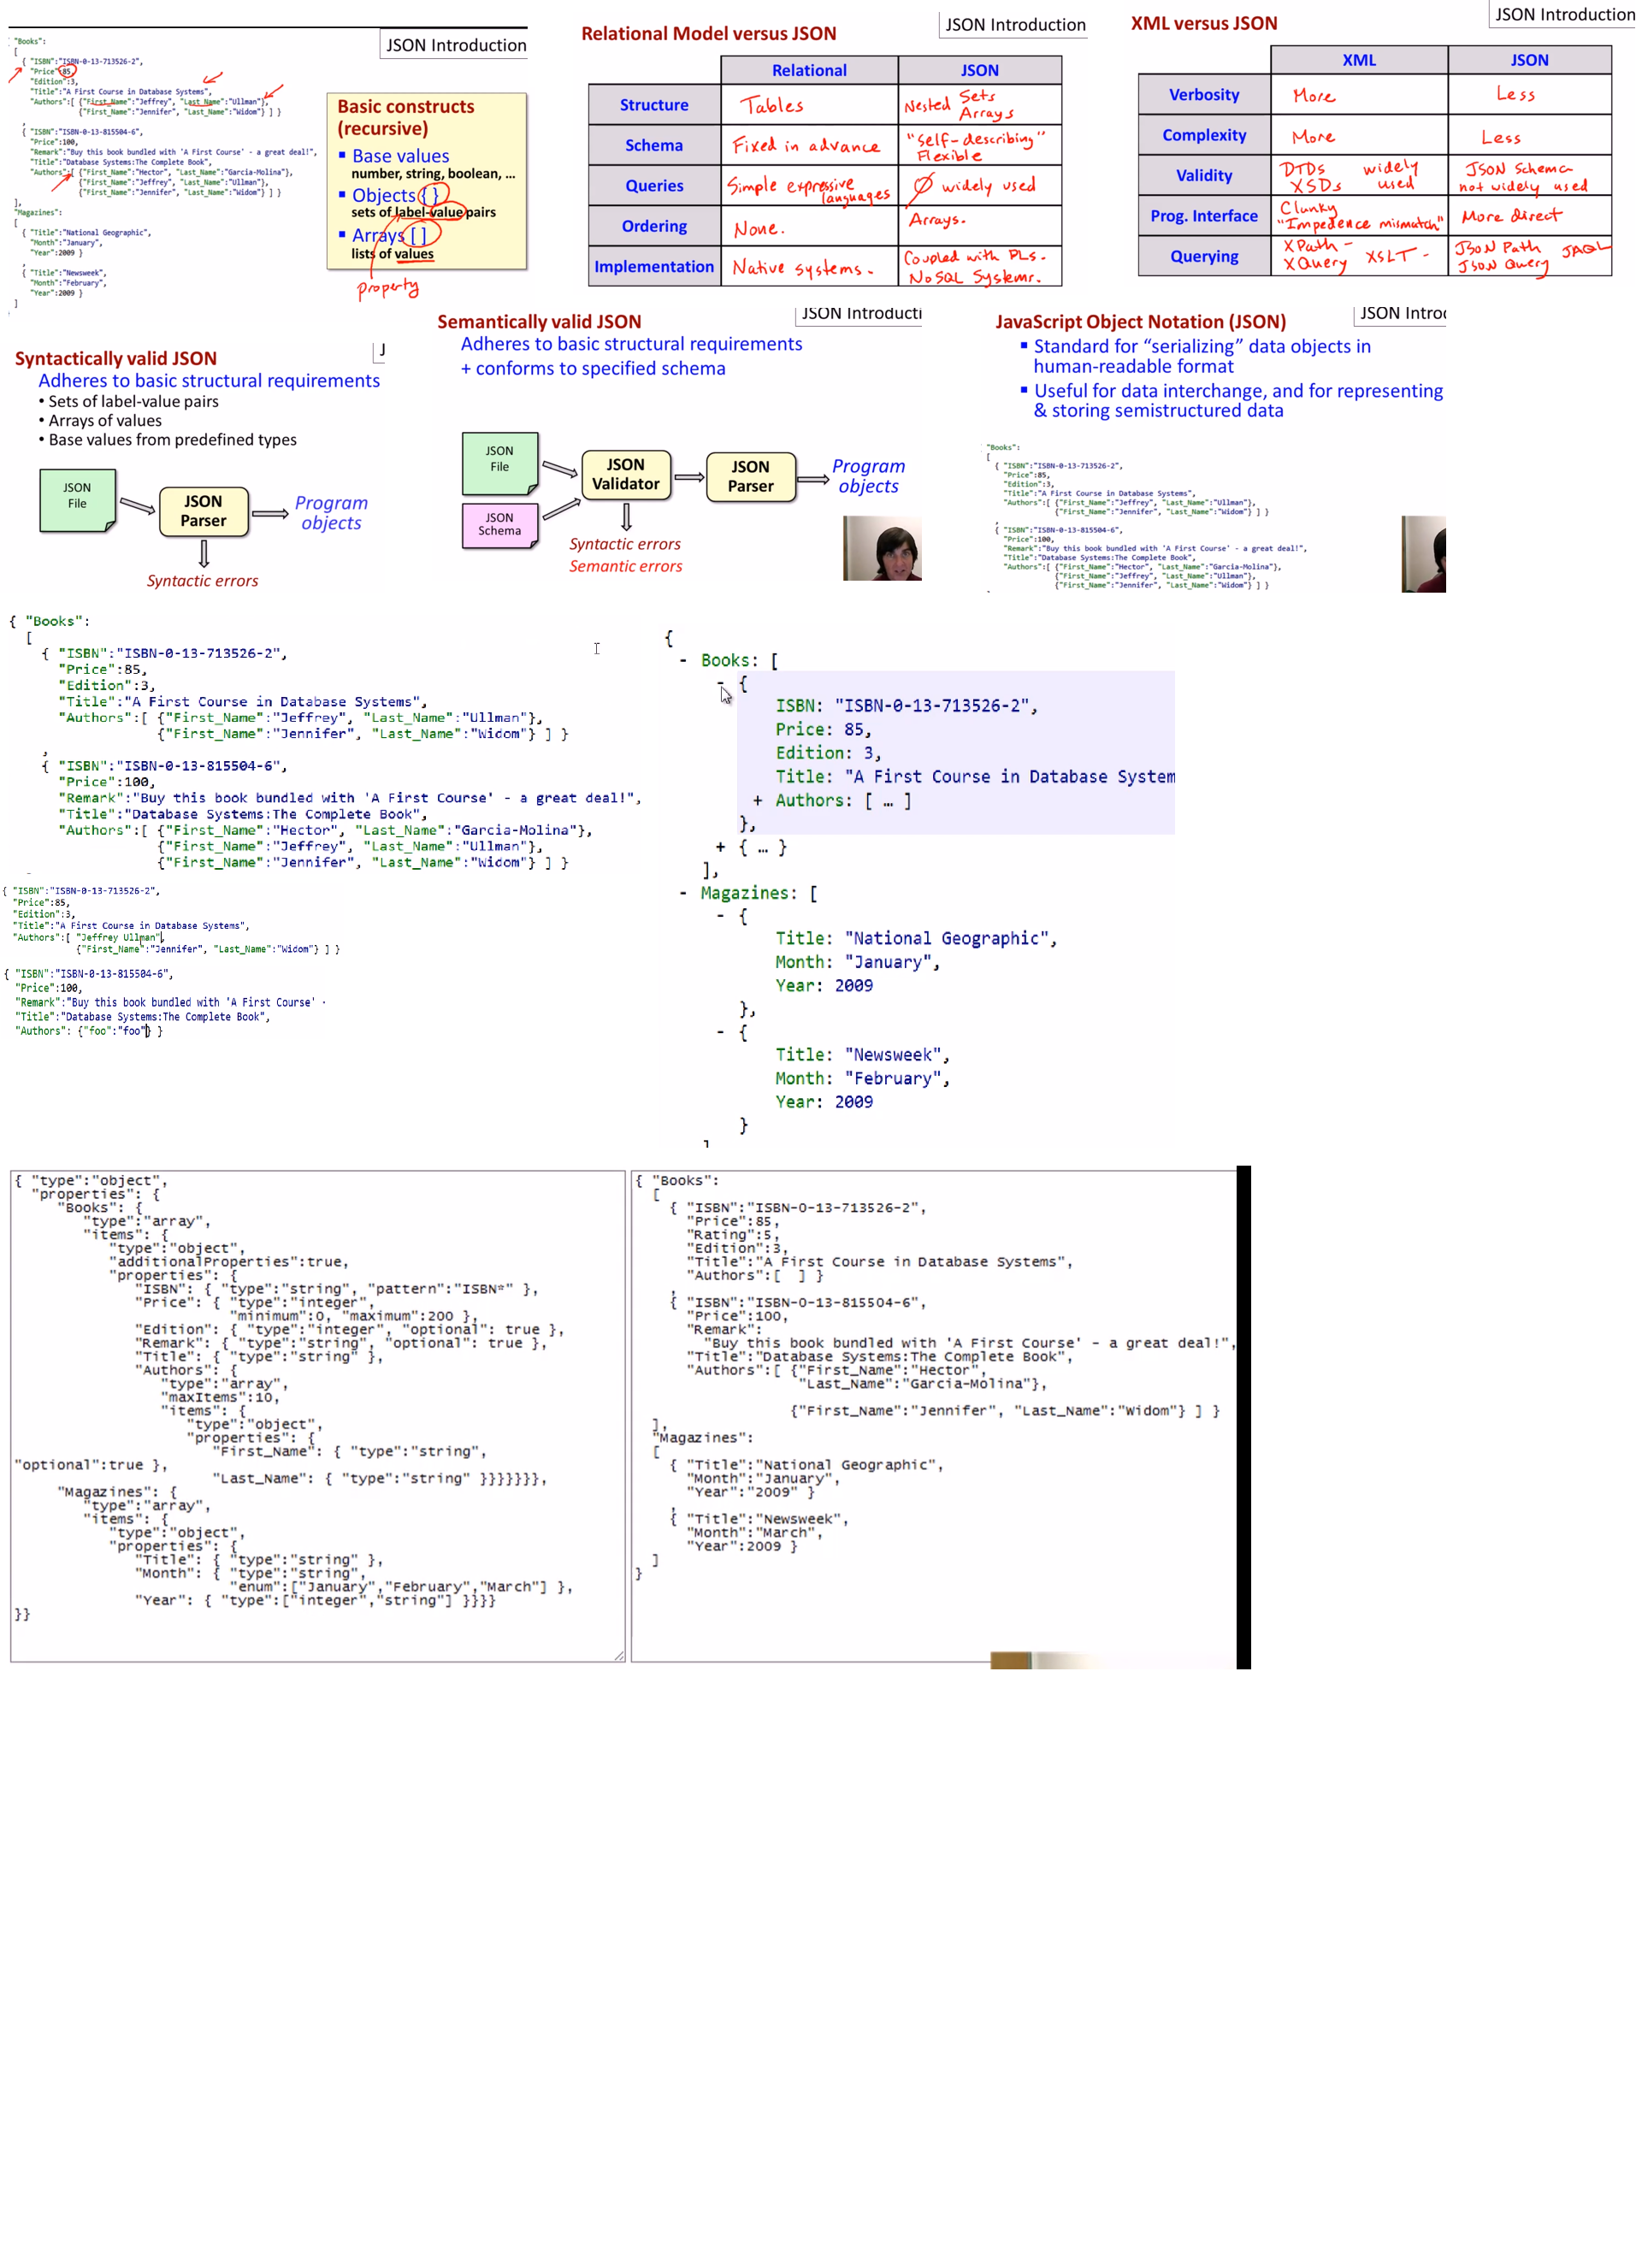 JSON Introduction
"Books":
[
{ "ISBN":"ISBN-0-13-713526-2",
"Price":85,
"Edition":3,
"Title":"A First Course in Database Systems",
"Authors":[ {"First_Name":"Jeffrey", "Last_Name":"Ullman"},
{"First_Name":"Jennifer", "Last_Name":"Widom"} ] }
,
{ "ISBN":"ISBN-0-13-815504-6",
"Price":100,
"Remark":"Buy this book bundled with 'A First Course' - a great deal!",
"Title":"Database Systems:The Complete Book",
"Authors":[ {"First_Name":"Hector", "Last_Name":"Garcia-Molina"},
{"First_Name":"Jeffrey", "Last_Name":"Ullman"},
{"First_Name":"Jennifer", "Last_Name":"Widom"} ] }
],
"Magazines":
[
{ "Title":"National Geographic",
"Month":"January",
"Year":2009 }
,
{ "Title":"Newsweek",
"Month":"February",
"Year":2009 }
]
Basic constructs
(recursive)
▪ Base values
number, string, boolean, ...
▪ Objects { }
sets of label-value pairs
▪ Arrays [ ]
lists of values
property
Relational Model versus JSON
JSON Introduction
Relational JSON
Structure Tables Nested Sets Arrays
Schema Fixed in advance "Self-describing" Flexible
Queries Simple expressive languages ∅ widely used
Ordering None. Arrays.
Implementation Native systems. Coupled with PLs. NoSQL Systems.
XML versus JSON
JSON Introduction
XML JSON
Verbosity More Less
Complexity More Less
Validity DTDs XSDs widely used JSON Schema not widely used
Prog. Interface Clunky "Impedence mismatch" More direct
Querying XPath - XQuery XSLT - JSON Path JSON Query JAQL
Syntactically valid JSON
J
Adheres to basic structural requirements
• Sets of label-value pairs
• Arrays of values
• Base values from predefined types
JSON
File
JSON
Parser
Program
objects
Syntactic errors
Semantically valid JSON
JSON Introducti
Adheres to basic structural requirements
+ conforms to specified schema
JSON
File
JSON
Schema
JSON
Validator
JSON
Parser
Program
objects
Syntactic errors
Semantic errors
JavaScript Object Notation (JSON)
JSON Intro
▪ Standard for “serializing” data objects in
human-readable format
▪ Useful for data interchange, and for representing
& storing semistructured data
"Books":
[
{ "ISBN":"ISBN-0-13-713526-2",
"Price":85,
"Edition":3,
"Title":"A First Course in Database Systems",
"Authors":[ {"First_Name":"Jeffrey", "Last_Name":"Ullman"},
{"First_Name":"Jennifer", "Last_Name":"Widom"} ] }
,
{ "ISBN":"ISBN-0-13-815504-6",
"Price":100,
"Remark":"Buy this book bundled with 'A First Course' - a great deal!",
"Title":"Database Systems:The Complete Book",
"Authors":[ {"First_Name":"Hector", "Last_Name":"Garcia-Molina"},
{"First_Name":"Jeffrey", "Last_Name":"Ullman"},
{"First_Name":"Jennifer", "Last_Name":"Widom"} ] }
{ "Books":
[
{ "ISBN":"ISBN-0-13-713526-2",
"Price":85,
"Edition":3,
"Title":"A First Course in Database Systems",
"Authors":[ {"First_Name":"Jeffrey", "Last_Name":"Ullman"},
{"First_Name":"Jennifer", "Last_Name":"Widom"} ] }
,
{ "ISBN":"ISBN-0-13-815504-6",
"Price":100,
"Remark":"Buy this book bundled with 'A First Course' - a great deal!",
"Title":"Database Systems:The Complete Book",
"Authors":[ {"First_Name":"Hector", "Last_Name":"Garcia-Molina"},
{"First_Name":"Jeffrey", "Last_Name":"Ullman"},
{"First_Name":"Jennifer", "Last_Name":"Widom"} ] }
{ "ISBN":"ISBN-0-13-713526-2",
"Price":85,
"Edition":3,
"Title":"A First Course in Database Systems",
"Authors":[ "Jeffrey Ullman",
{"First_Name":"Jennifer", "Last_Name":"Widom"} ] }
{ "ISBN":"ISBN-0-13-815504-6",
"Price":100,
"Remark":"Buy this book bundled with 'A First Course' -
"Title":"Database Systems:The Complete Book",
"Authors": {"foo":"foo"} }
{
- Books: [
- {
ISBN: "ISBN-0-13-713526-2",
Price: 85,
Edition: 3,
Title: "A First Course in Database System
+ Authors: [ … ]
},
+ { … }
],
- Magazines: [
- {
Title: "National Geographic",
Month: "January",
Year: 2009
},
- {
Title: "Newsweek",
Month: "February",
Year: 2009
}
]
{ "type":"object",
"properties": {
"Books": {
"type":"array",
"items": {
"type":"object",
"additionalProperties":true,
"properties": {
"ISBN": { "type":"string", "pattern":"ISBN*" },
"Price": { "type":"integer",
"minimum":0, "maximum":200 },
"Edition": { "type":"integer", "optional": true },
"Remark": { "type":"string", "optional": true },
"Title": { "type":"string" },
"Authors": {
"type":"array",
"maxItems":10,
"items": {
"type":"object",
"properties": {
"First_Name": { "type":"string",
"optional":true },
"Last_Name": { "type":"string" }}}}}}},
"Magazines": {
"type":"array",
"items": {
"type":"object",
"properties": {
"Title": { "type":"string" },
"Month": { "type":"string",
"enum":["January","February","March"] },
"Year": { "type":["integer","string"] }}}}
}}
{ "Books":
[
{ "ISBN":"ISBN-0-13-713526-2",
"Price":85,
"Rating":5,
"Edition":3,
"Title":"A First Course in Database Systems",
"Authors":[ ] }
,
{ "ISBN":"ISBN-0-13-815504-6",
"Price":100,
"Remark":
"Buy this book bundled with 'A First Course' - a great deal!",
"Title":"Database Systems:The Complete Book",
"Authors":[ {"First_Name":"Hector",
"Last_Name":"Garcia-Molina"},
{"First_Name":"Jennifer", "Last_Name":"Widom"} ] }
],
"Magazines":
[
{ "Title":"National Geographic",
"Month":"January",
"Year":"2009" }
,
{ "Title":"Newsweek",
"Month":"March",
"Year":2009 }
]
}